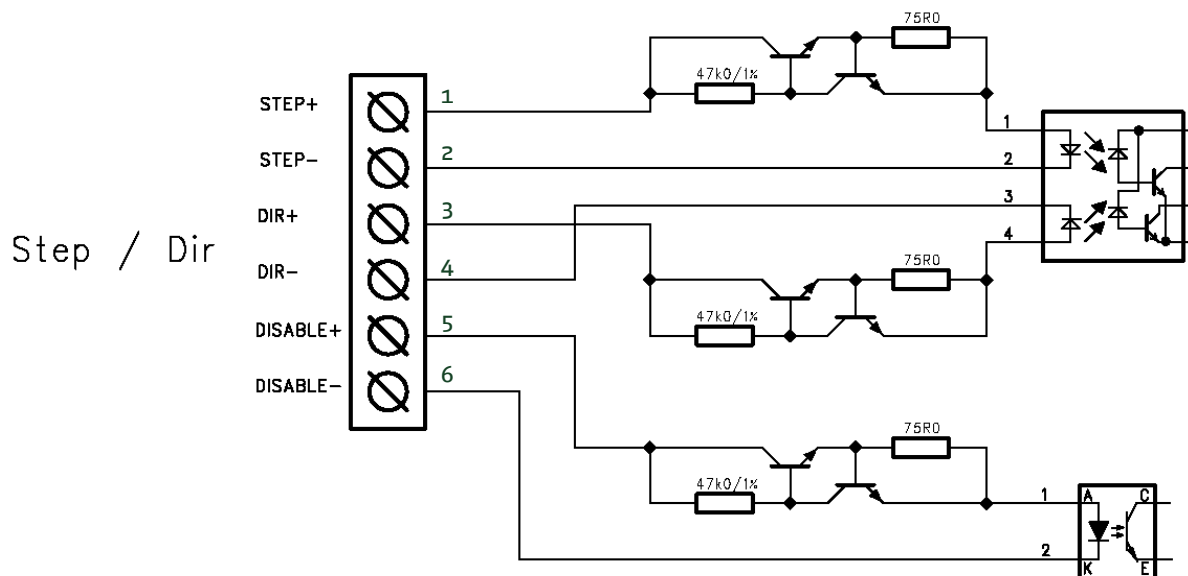 Step / Dir
STEP+
STEP-
DIR+
DIR-
DISABLE+
DISABLE-
1
2
3
4
5
6
75R0
47k0/1%
1
2
3
4
75R0
47k0/1%
75R0
47k0/1%
1
2
A
C
K
E